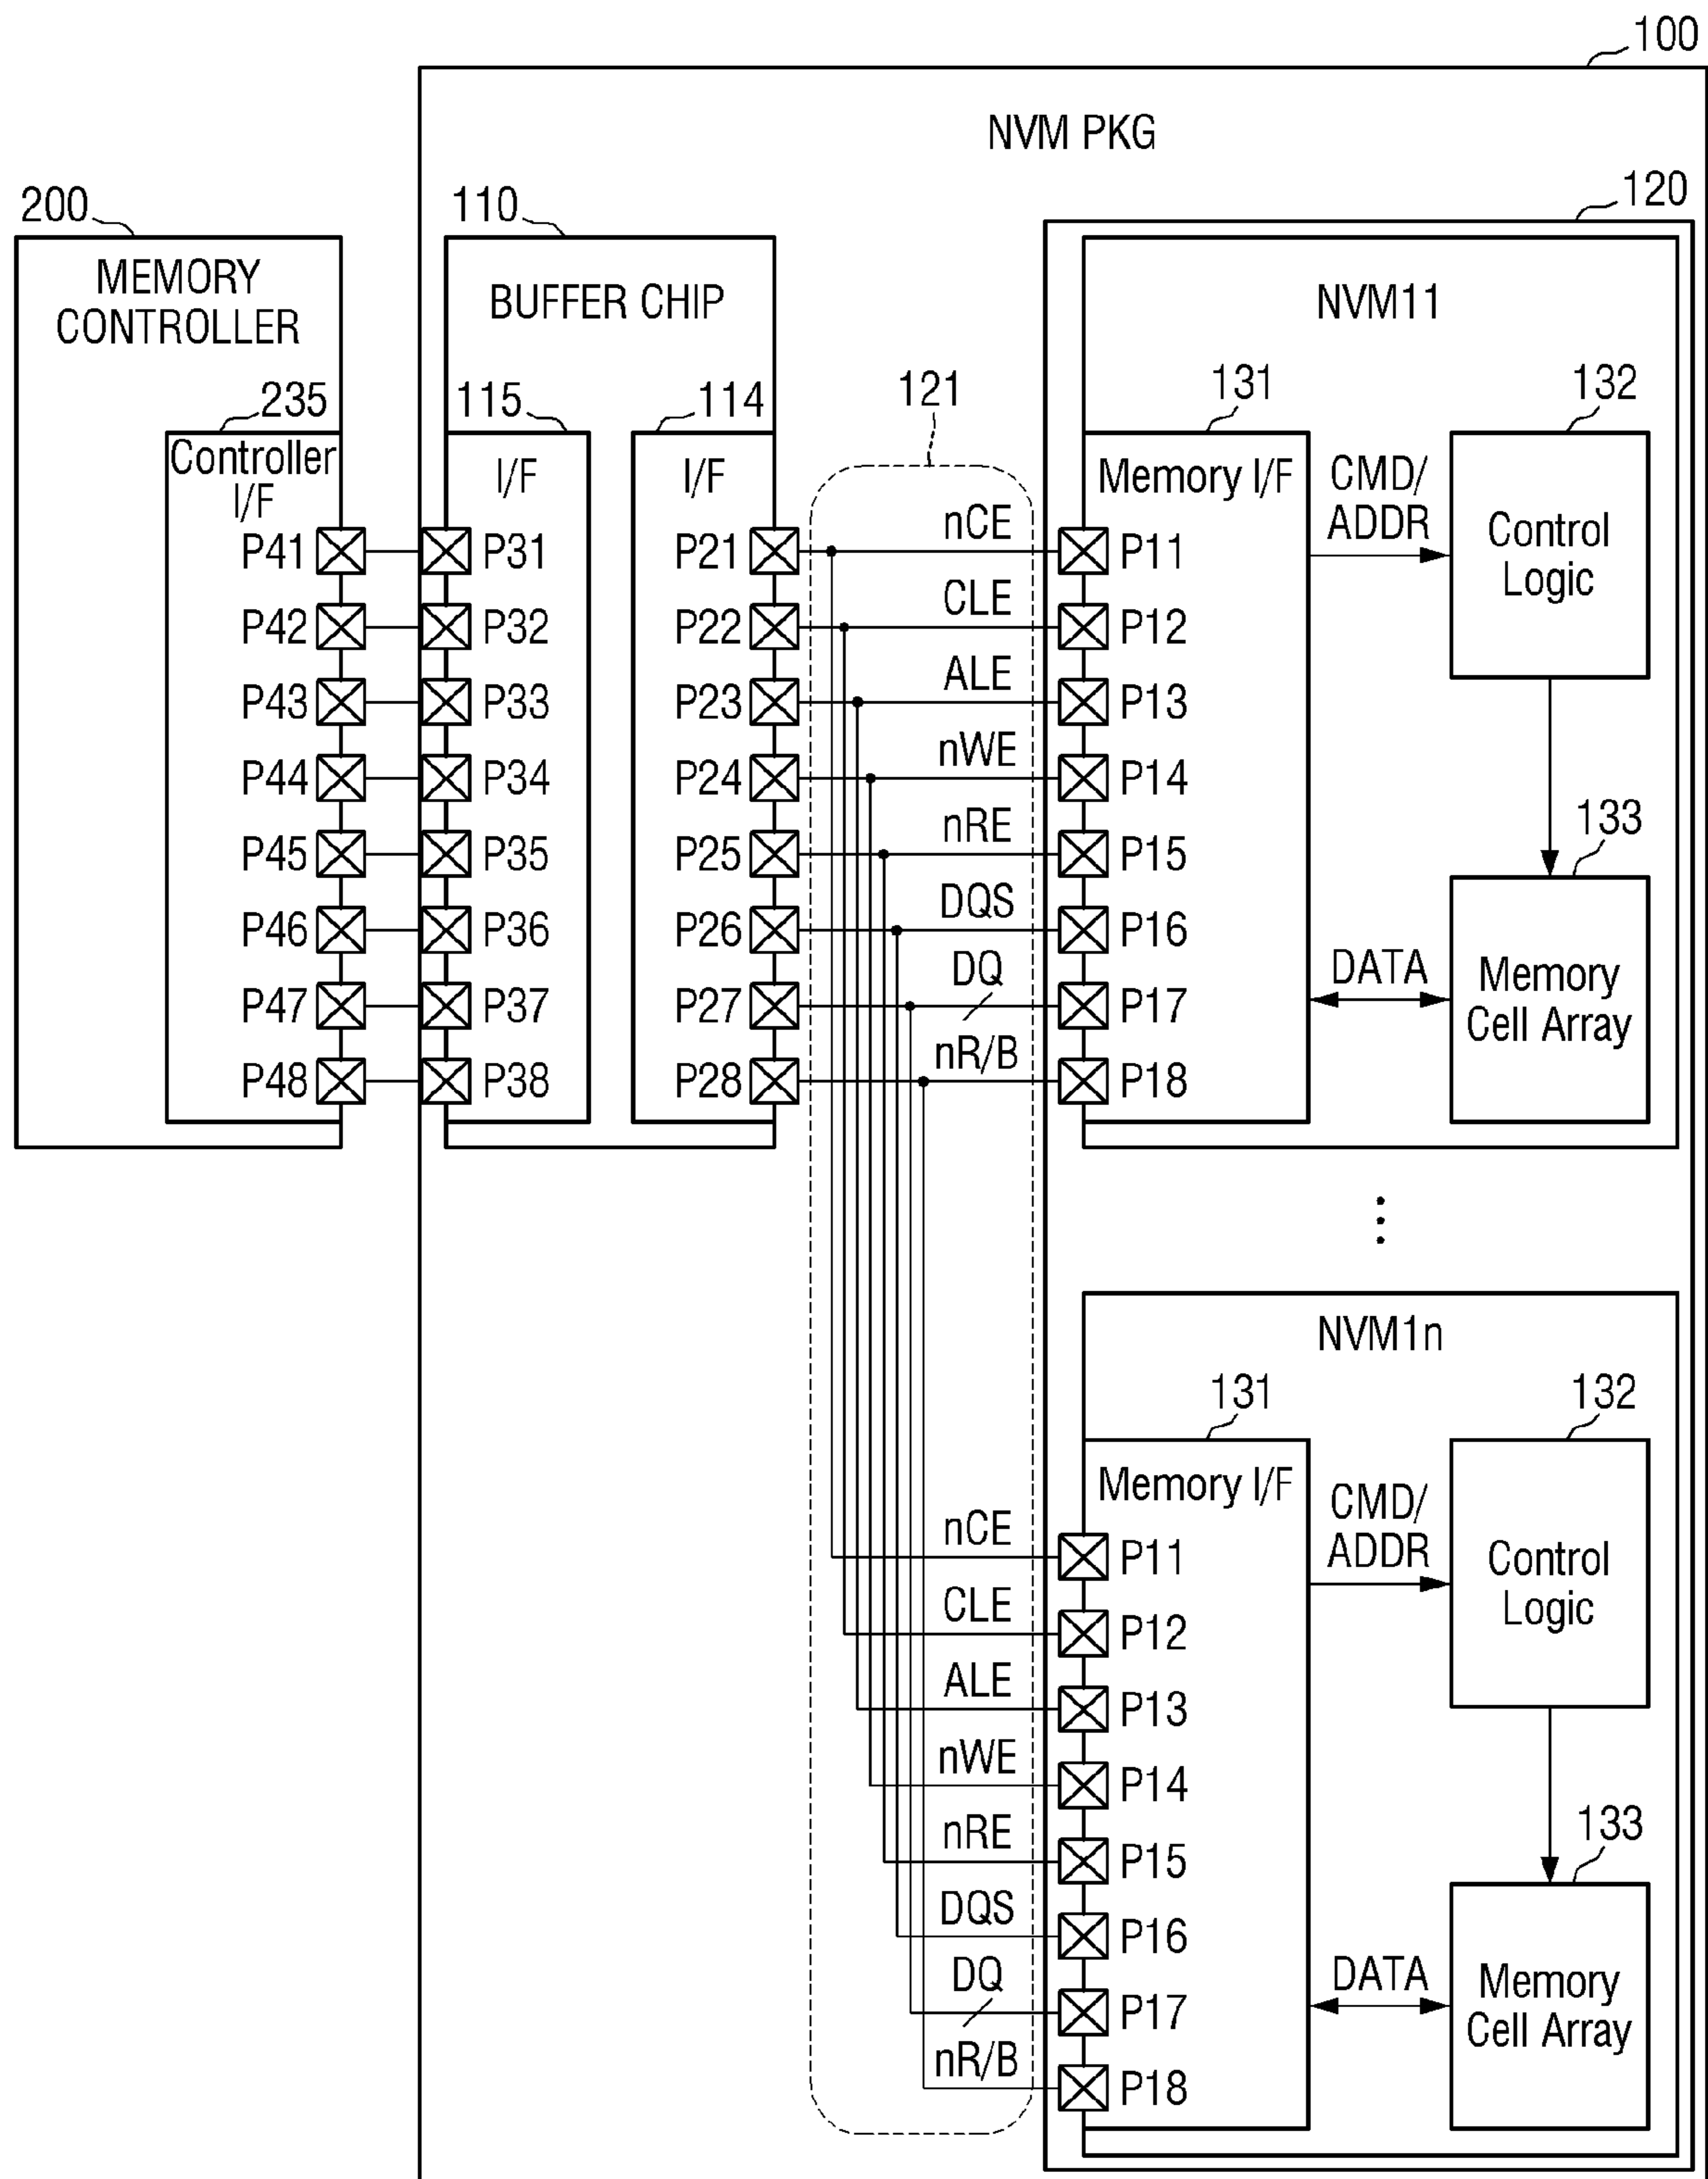 100
NVM PKG
200
110
120
MEMORY
CONTROLLER
BUFFER CHIP
NVM11
235
115
114
121
131
132
Controller
I/F
I/F
I/F
Memory I/F
CMD/
ADDR
Control
Logic
P41
P31
P21
nCE
P11
P42
P32
P22
CLE
P12
P43
P33
P23
ALE
P13
P44
P34
P24
nWE
P14
133
P45
P35
P25
nRE
P15
P46
P36
P26
DQS
P16
P47
P37
P27
DQ
P17
DATA
Memory
Cell Array
P48
P38
P28
nR/B
P18
NVM1n
131
132
Memory I/F
CMD/
ADDR
Control
Logic
nCE
P11
CLE
P12
ALE
P13
nWE
P14
133
nRE
P15
DQS
P16
DQ
P17
DATA
Memory
Cell Array
nR/B
P18